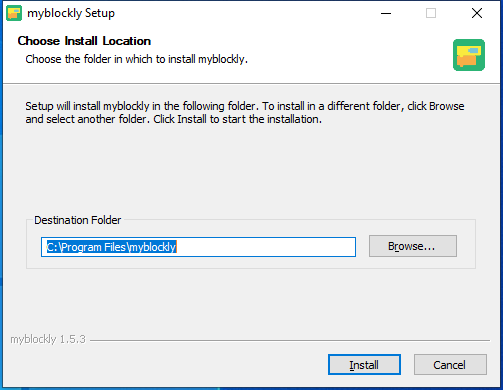 myblockly Setup
Choose Install Location
Choose the folder in which to install myblockly.
Setup will install myblockly in the following folder. To install in a different folder, click Browse
and select another folder. Click Install to start the installation.
Destination Folder
C:\Program Files\myblockly
Browse...
myblockly 1.5.3
Install
Cancel